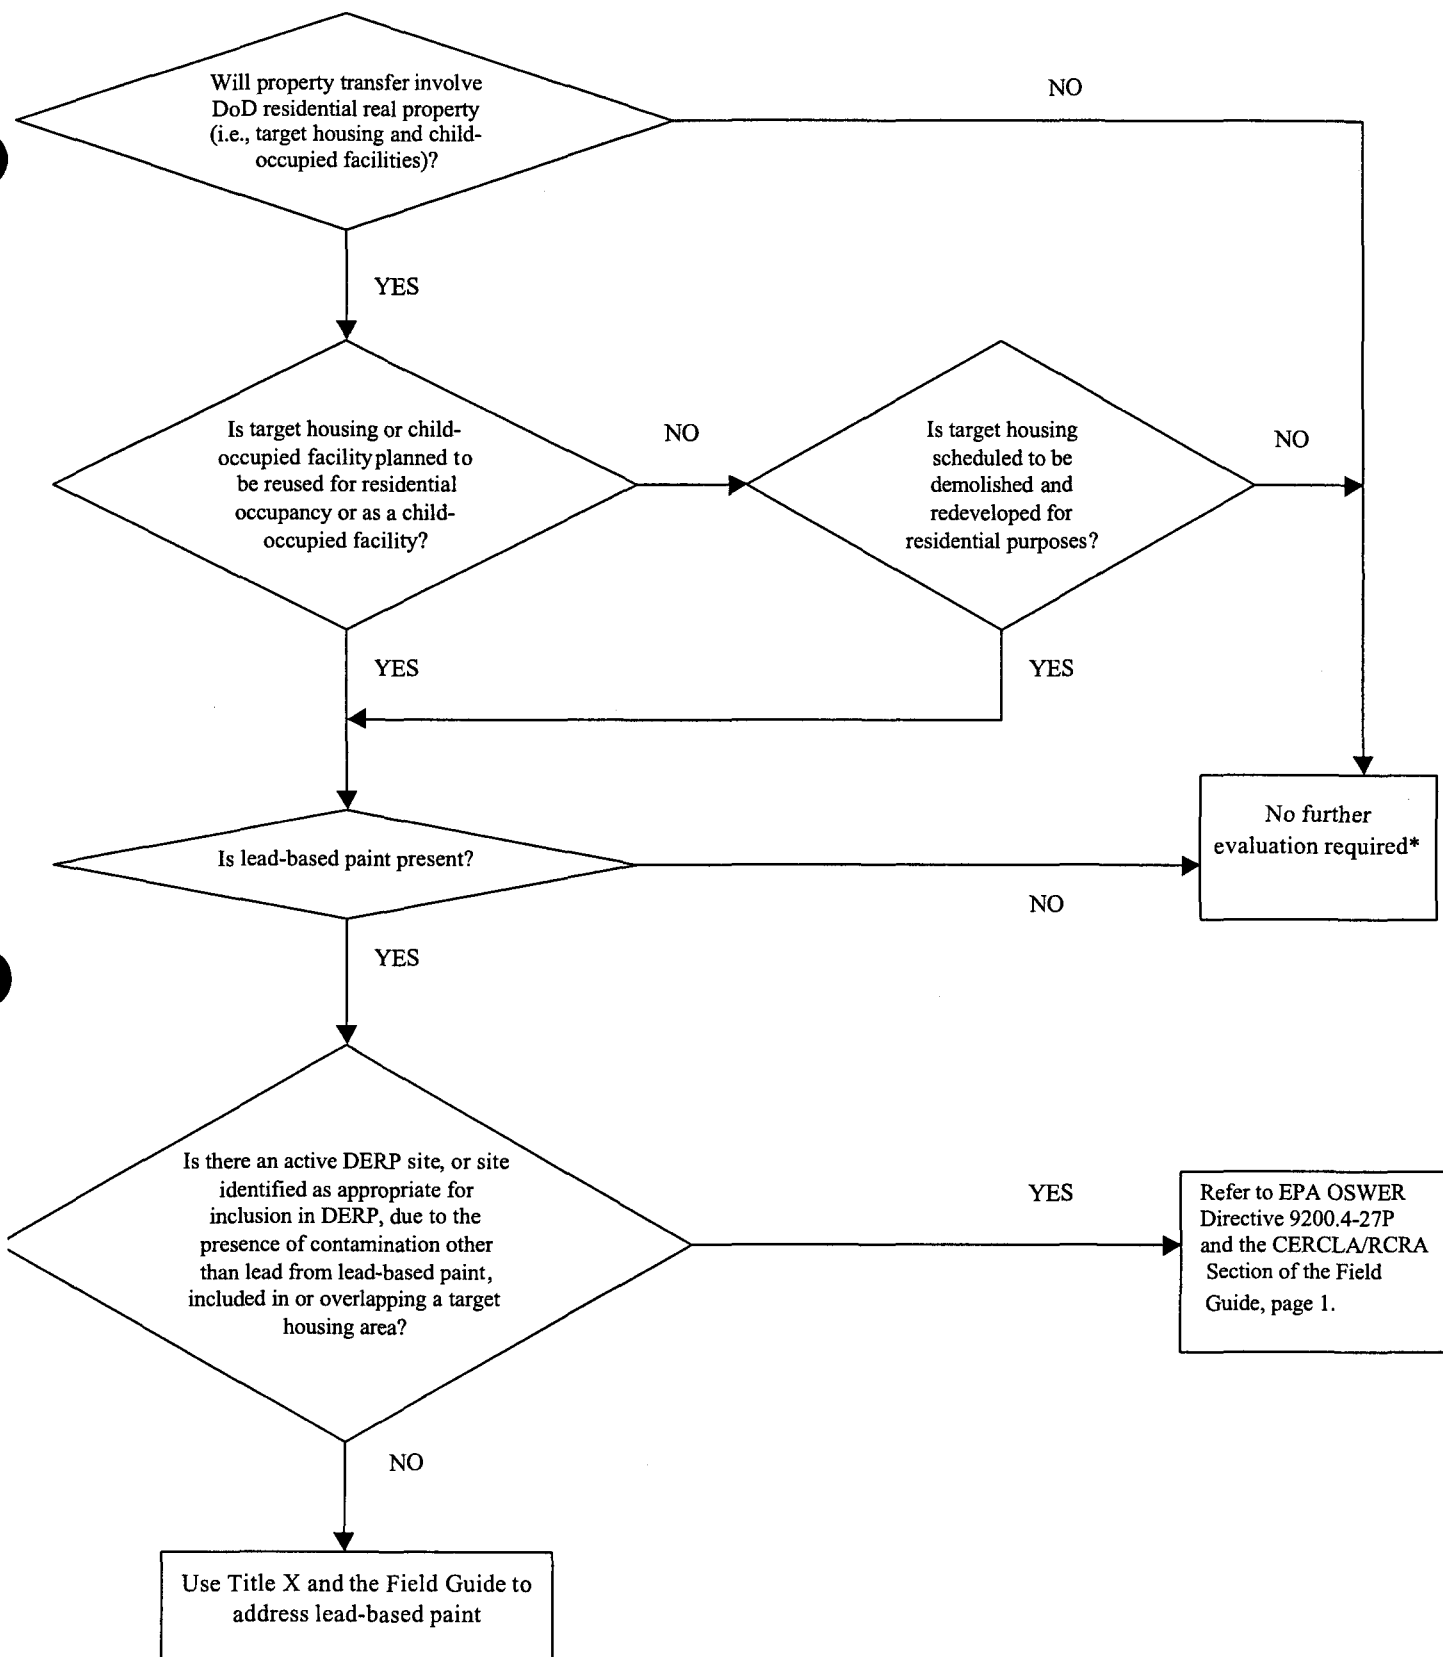 Will property transfer involve
DoD residential real property
(i.e., target housing and child-
occupied facilities)?
NO
YES
Is target housing or child-
occupied facility planned to
be reused for residential
occupancy or as a child-
occupied facility?
NO
Is target housing
scheduled to be
demolished and
redeveloped for
residential purposes?
NO
YES
YES
No further
evaluation required*
Is lead-based paint present?
NO
YES
Is there an active DERP site, or site
identified as appropriate for
inclusion in DERP, due to the
presence of contamination other
than lead from lead-based paint,
included in or overlapping a target
housing area?
YES
Refer to EPA OSWER
Directive 9200.4-27P
and the CERCLA/RCRA
Section of the Field
Guide, page 1.
NO
Use Title X and the Field Guide to
address lead-based paint